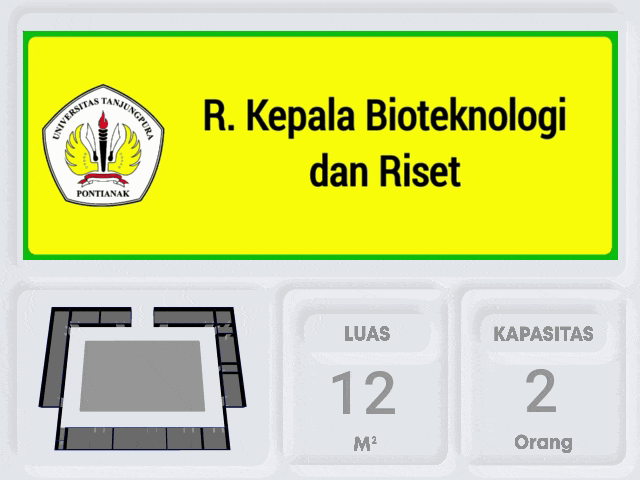 UNIVERSITAS TANJUNGPURA
PONTIANAK
R. Kepala Bioteknologi
dan Riset
LUAS
12
M²
KAPASITAS
2
Orang